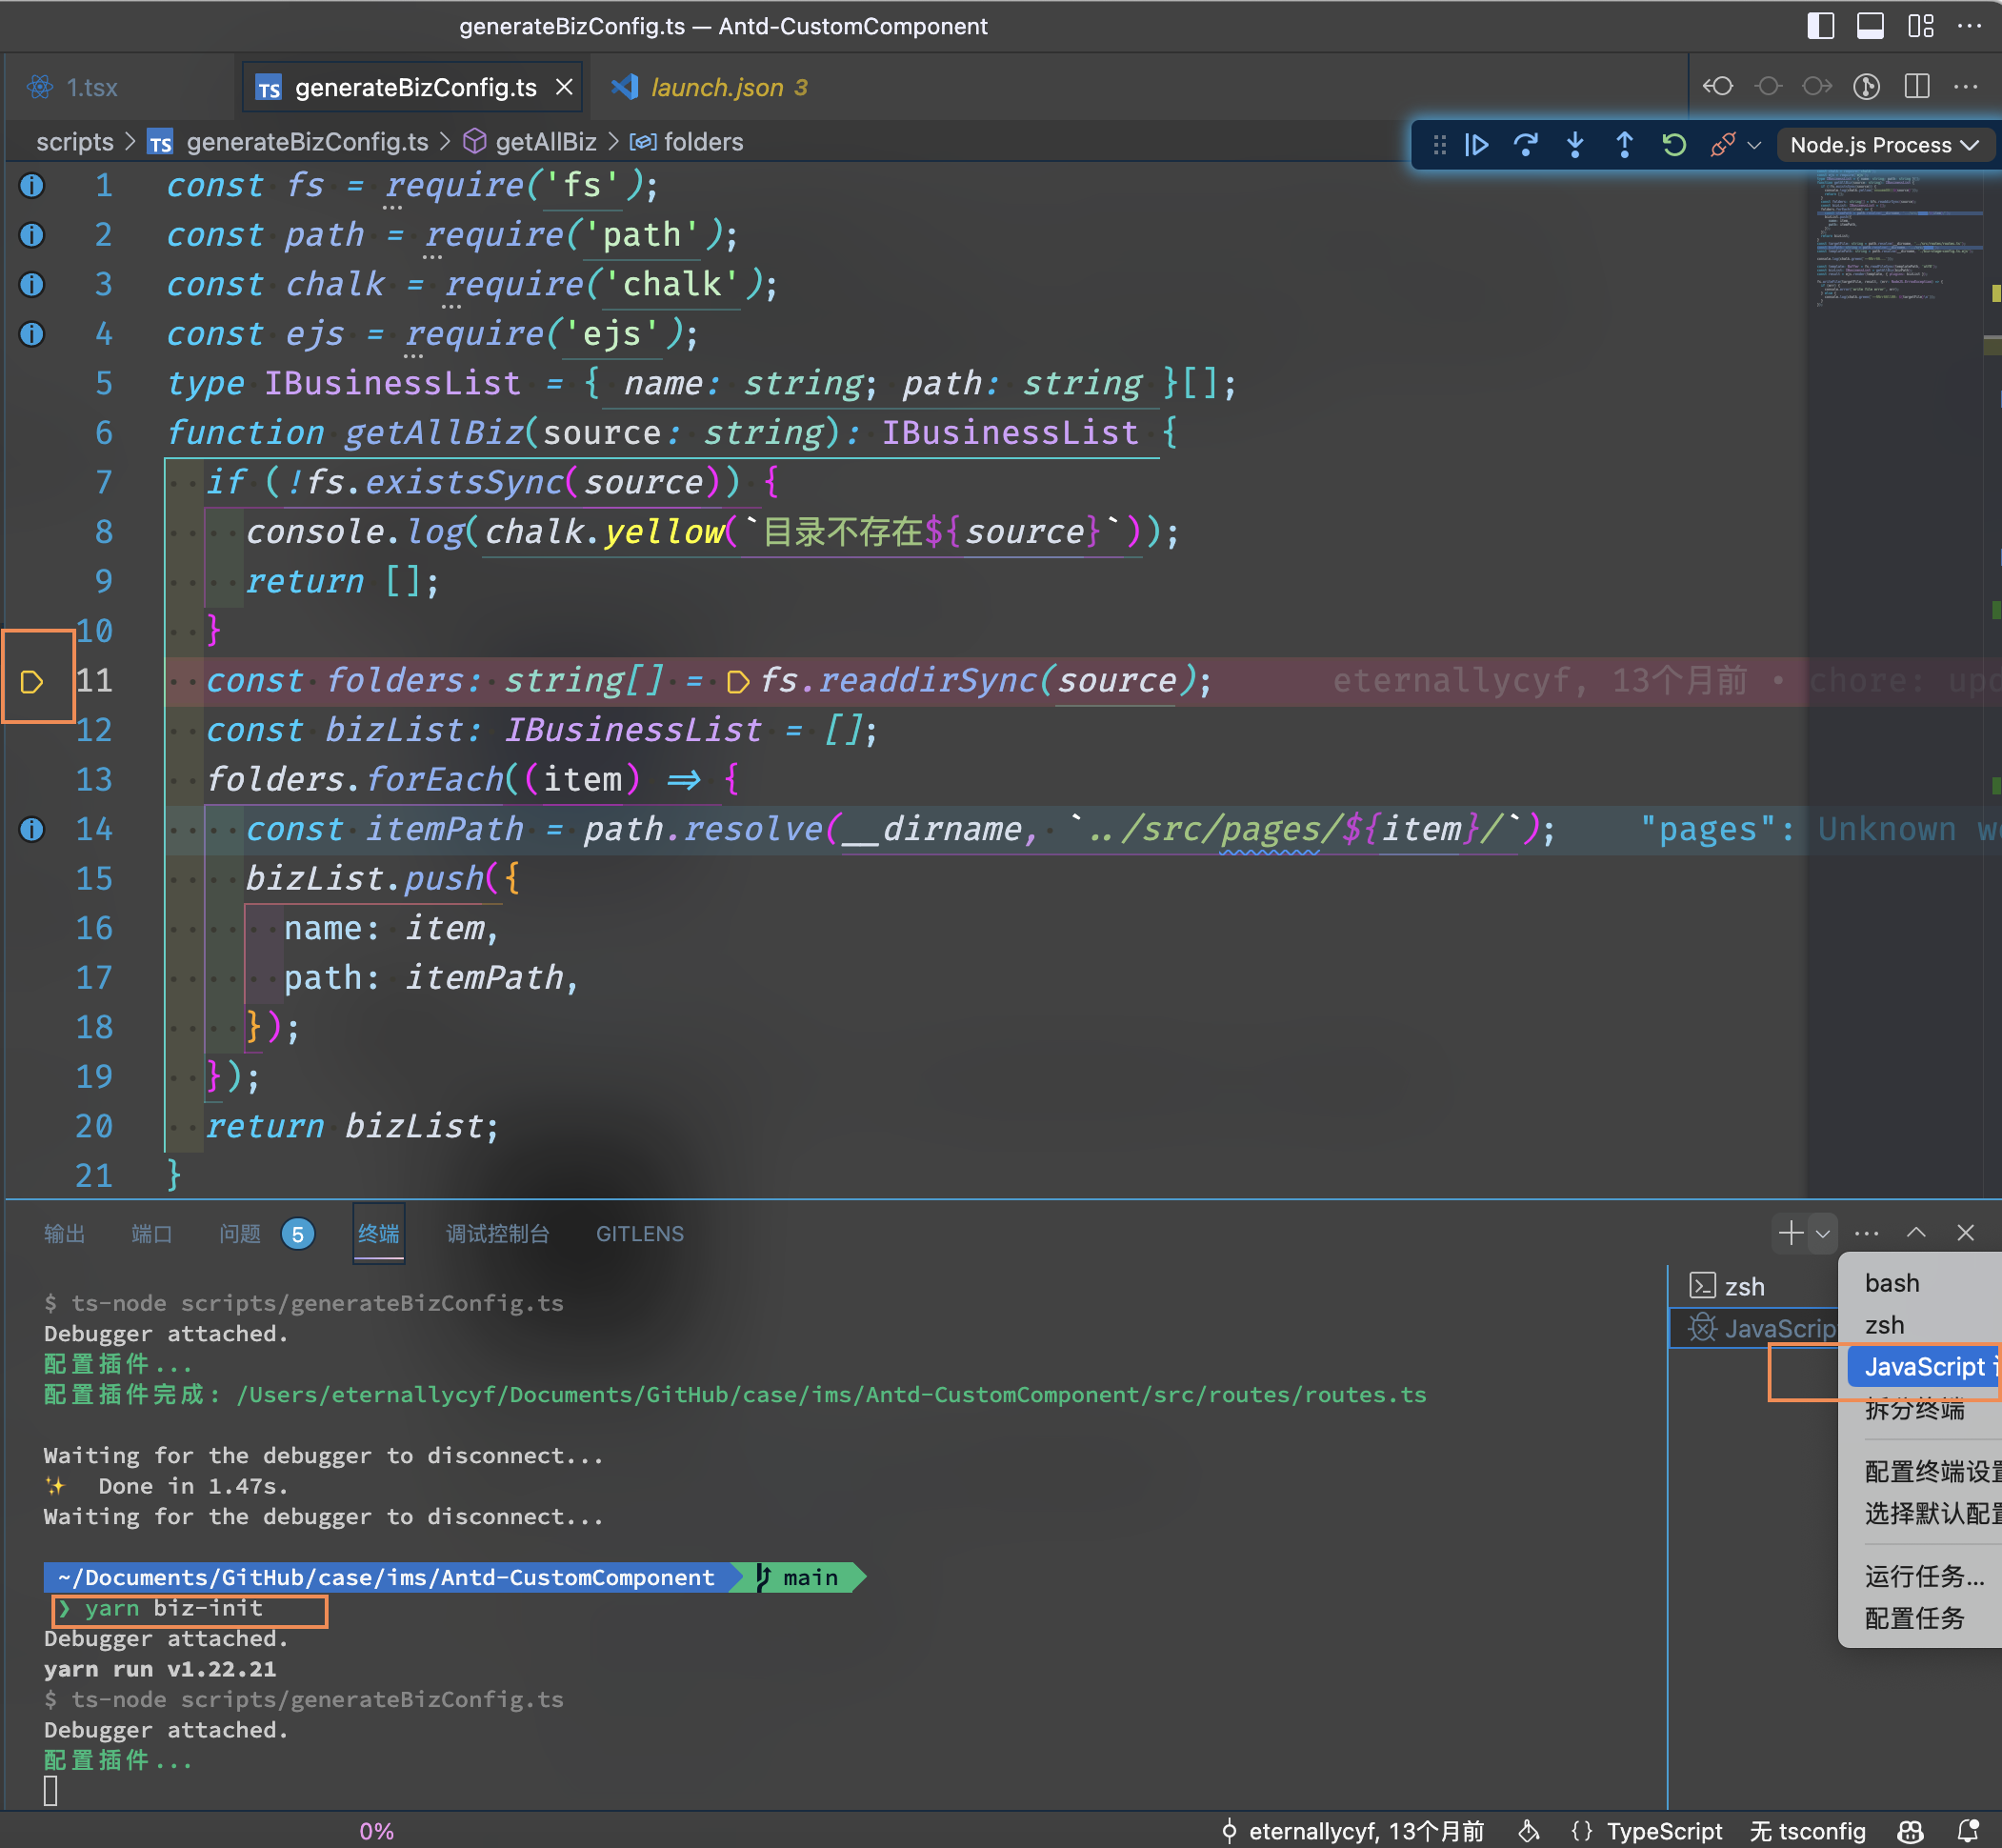 generateBizConfig.ts — Antd-CustomComponent
1.tsx
TS generateBizConfig.ts
launch.json 3
scripts > TS generateBizConfig.ts > getAllBiz > folders
Node.js Process
1 const fs = require('fs');
2 const path = require('path');
3 const chalk = require('chalk');
4 const ejs = require('ejs');
5 type IBusinessList = { name: string; path: string }[];
6 function getAllBiz(source: string): IBusinessList {
7 if (!fs.existsSync(source)) {
8 console.log(chalk.yellow(`目录不存在${source}`));
9 return [];
10 }
11 const folders: string[] = fs.readdirSync(source); eternallycyf, 13个月前 • chore: upd
12 const bizList: IBusinessList = [];
13 folders.forEach((item) => {
14 const itemPath = path.resolve(__dirname, `../src/pages/${item}/`); "pages": Unknown wo
15 bizList.push({
16 name: item,
17 path: itemPath,
18 });
19 });
20 return bizList;
21 }
输出 端口 问题 5 终端 调试控制台 GITLENS
$ ts-node scripts/generateBizConfig.ts
Debugger attached.
配置插件...
配置插件完成: /Users/eternallycyf/Documents/GitHub/case/ims/Antd-CustomComponent/src/routes/routes.ts
Waiting for the debugger to disconnect...
✨ Done in 1.47s.
Waiting for the debugger to disconnect...
~/Documents/GitHub/case/ims/Antd-CustomComponent main
❯ yarn biz-init
Debugger attached.
yarn run v1.22.21
$ ts-node scripts/generateBizConfig.ts
Debugger attached.
配置插件...
zsh
JavaScrip
bash
zsh
JavaScript
拆分终端
配置终端设置
选择默认配置
运行任务...
配置任务
0%
eternallycyf, 13个月前
{} TypeScript
无 tsconfig